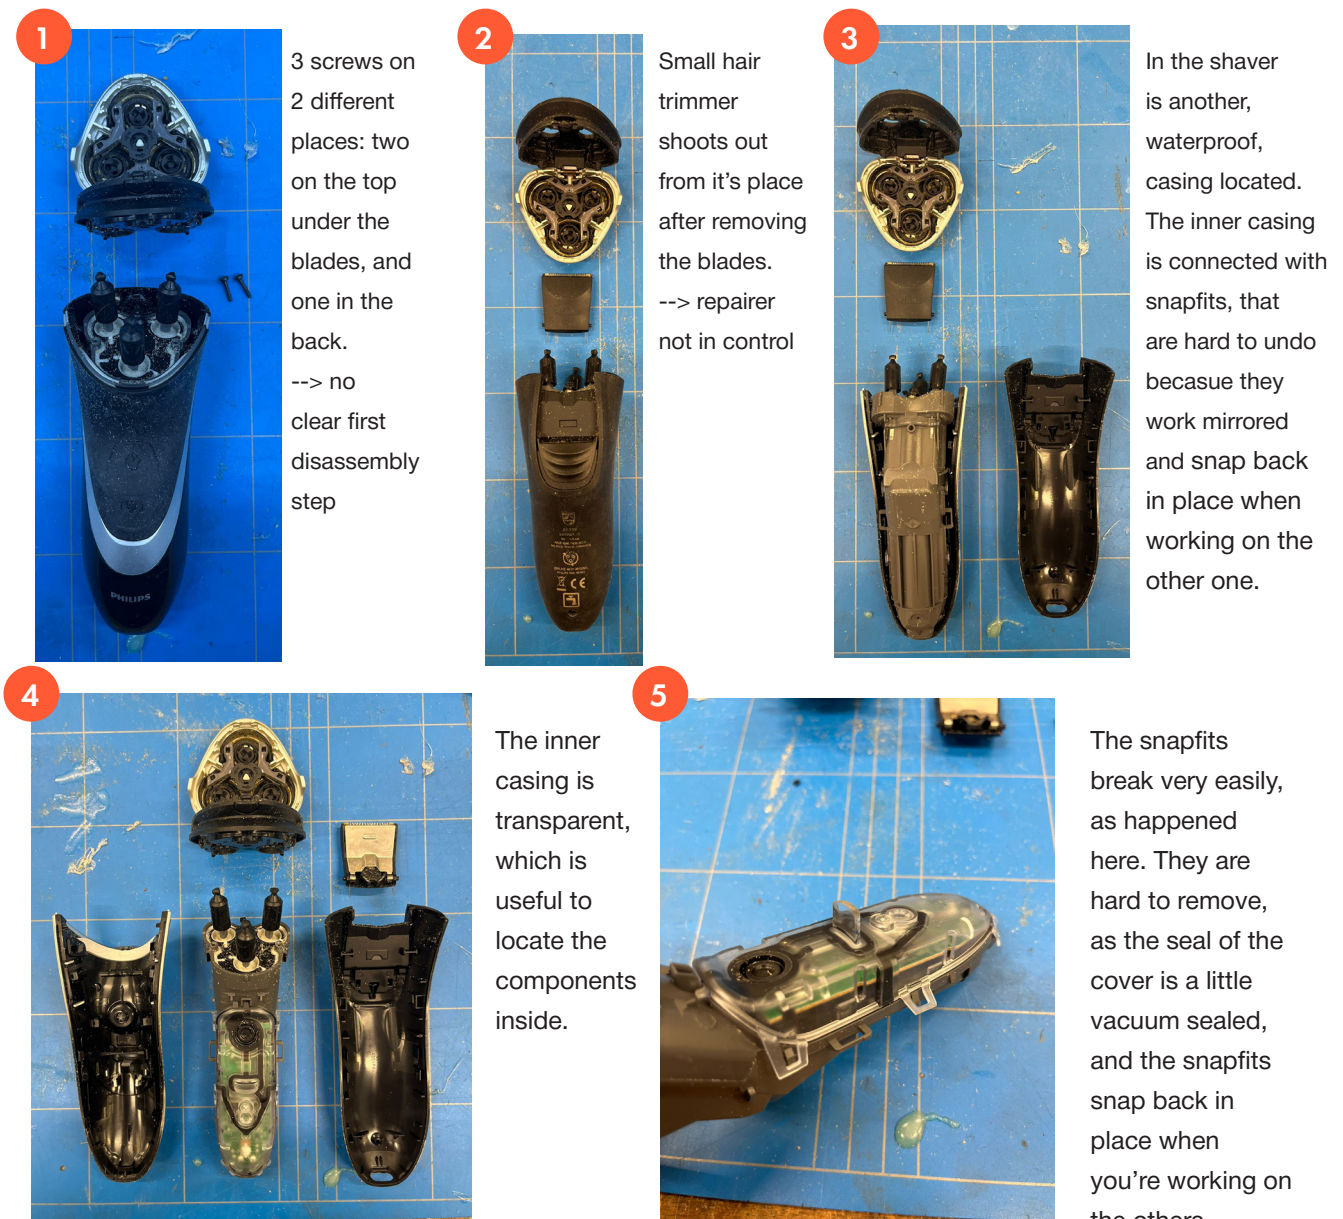 1
3 screws on
2 different
places: two
on the top
under the
blades, and
one in the
back.
--> no
clear first
disassembly
step
PHILIPS
2
Small hair
trimmer
shoots out
from it's place
after removing
the blades.
--> repairer
not in control
CE
3
In the shaver
is another,
waterproof,
casing located.
The inner casing
is connected with
snapfits, that
are hard to undo
becasue they
work mirrored
and snap back
in place when
working on the
other one.
4
The inner
casing is
transparent,
which is
useful to
locate the
components
inside.
5
The snapfits
break very easily,
as happened
here. They are
hard to remove,
as the seal of the
cover is a little
vacuum sealed,
and the snapfits
snap back in
place when
you're working on
the others